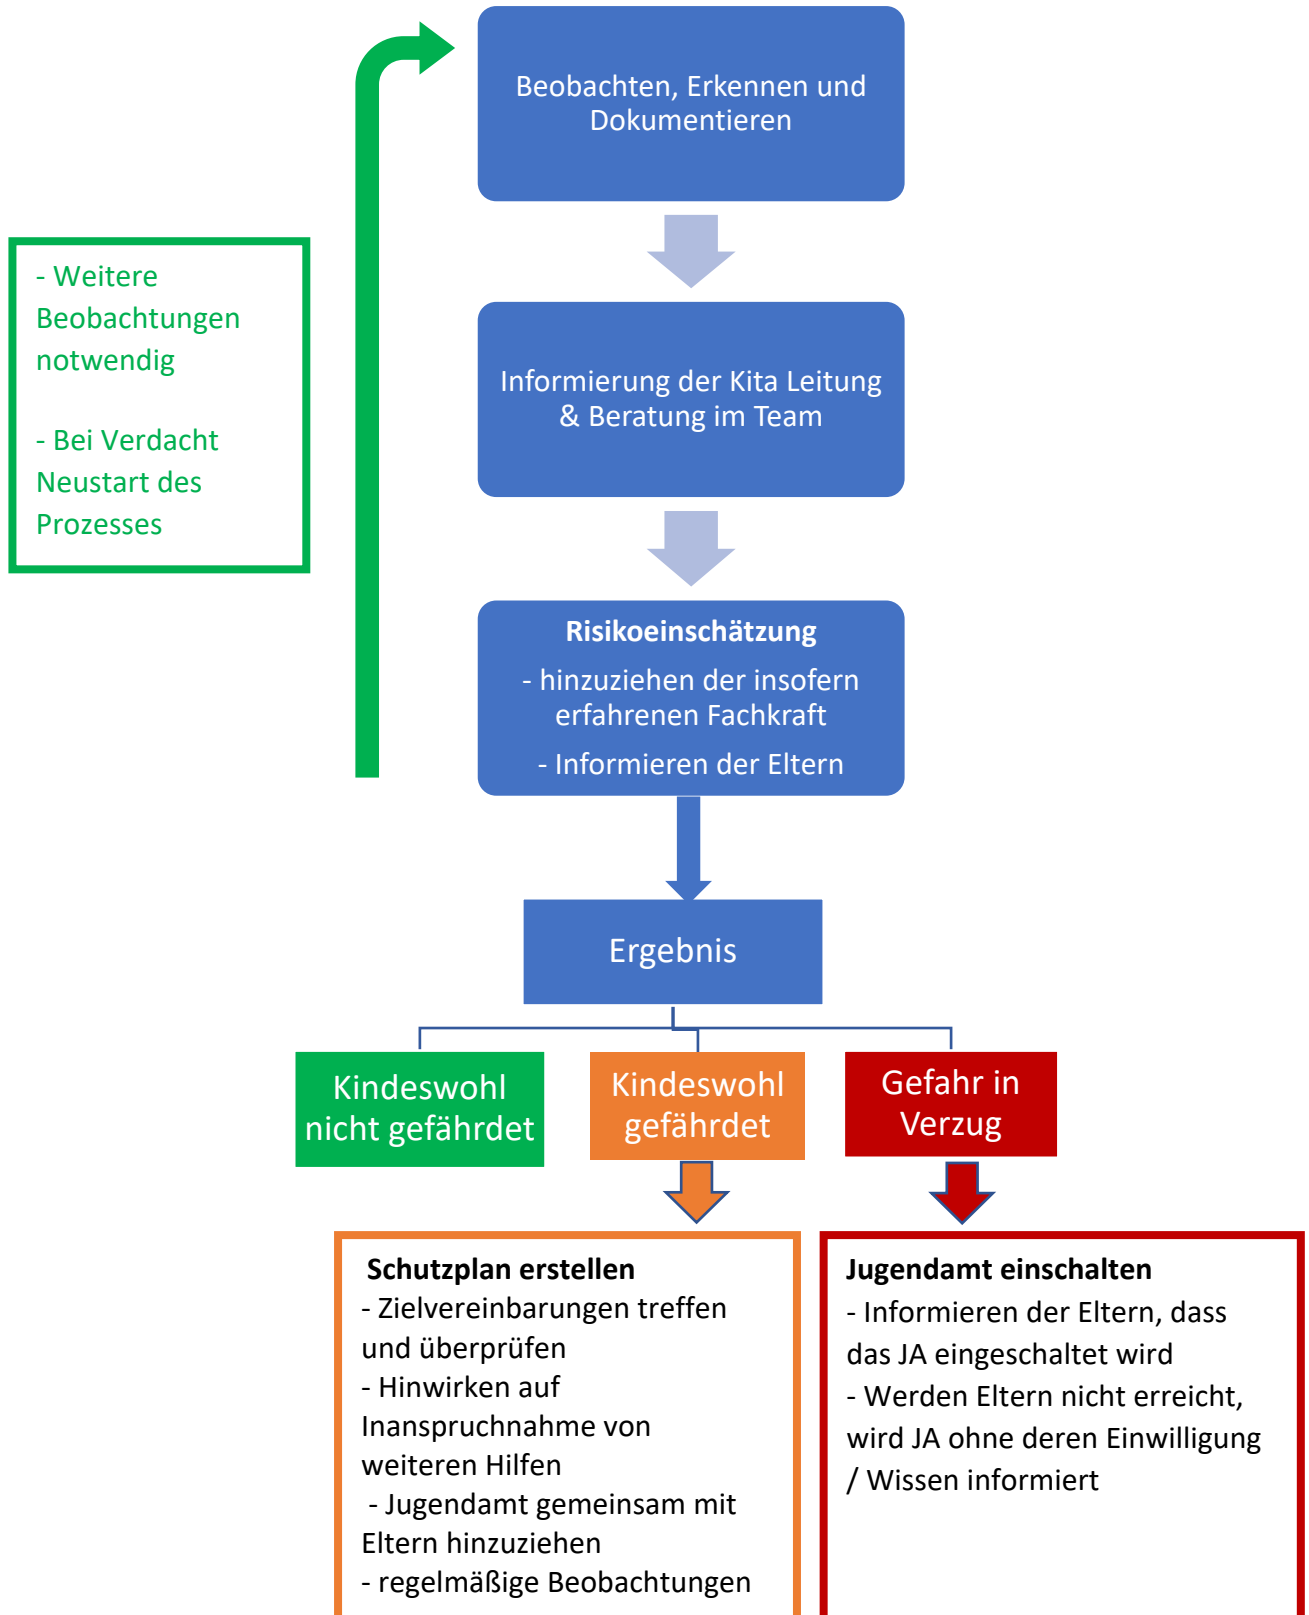 Beobachten, Erkennen und
Dokumentieren
- Weitere
Beobachtungen
notwendig
- Bei Verdacht
Neustart des
Prozesses
Informierung der Kita Leitung
& Beratung im Team
Risikoeinschätzung
- hinzuziehen der insofern
erfahrenen Fachkraft
- Informieren der Eltern
Ergebnis
Kindeswohl
nicht gefährdet
Kindeswohl
gefährdet
Gefahr in
Verzug
Schutzplan erstellen
- Zielvereinbarungen treffen
und überprüfen
- Hinwirken auf
Inanspruchnahme von
weiteren Hilfen
- Jugendamt gemeinsam mit
Eltern hinzuziehen
- regelmäßige Beobachtungen
Jugendamt einschalten
- Informieren der Eltern, dass
das JA eingeschaltet wird
- Werden Eltern nicht erreicht,
wird JA ohne deren Einwilligung
/ Wissen informiert